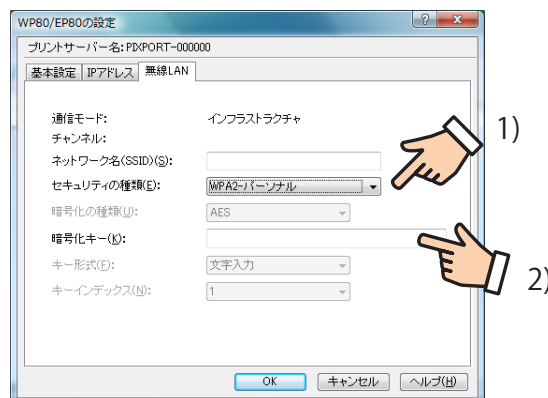 WP80/EP80の設定
プリントサーバー名: PIXPORT-000000
基本設定 IPアドレス 無線LAN
通信モード: インフラストラクチャ
チャンネル:
ネットワーク名(SSID)(S):
1)
セキュリティの種類(E): WPA2-パーソナル
暗号化の種類(U): AES
暗号化キー(K):
キー形式(F): 文字入力
2)
キーインデックス(N): 1
OK キャンセル ヘルプ(H)